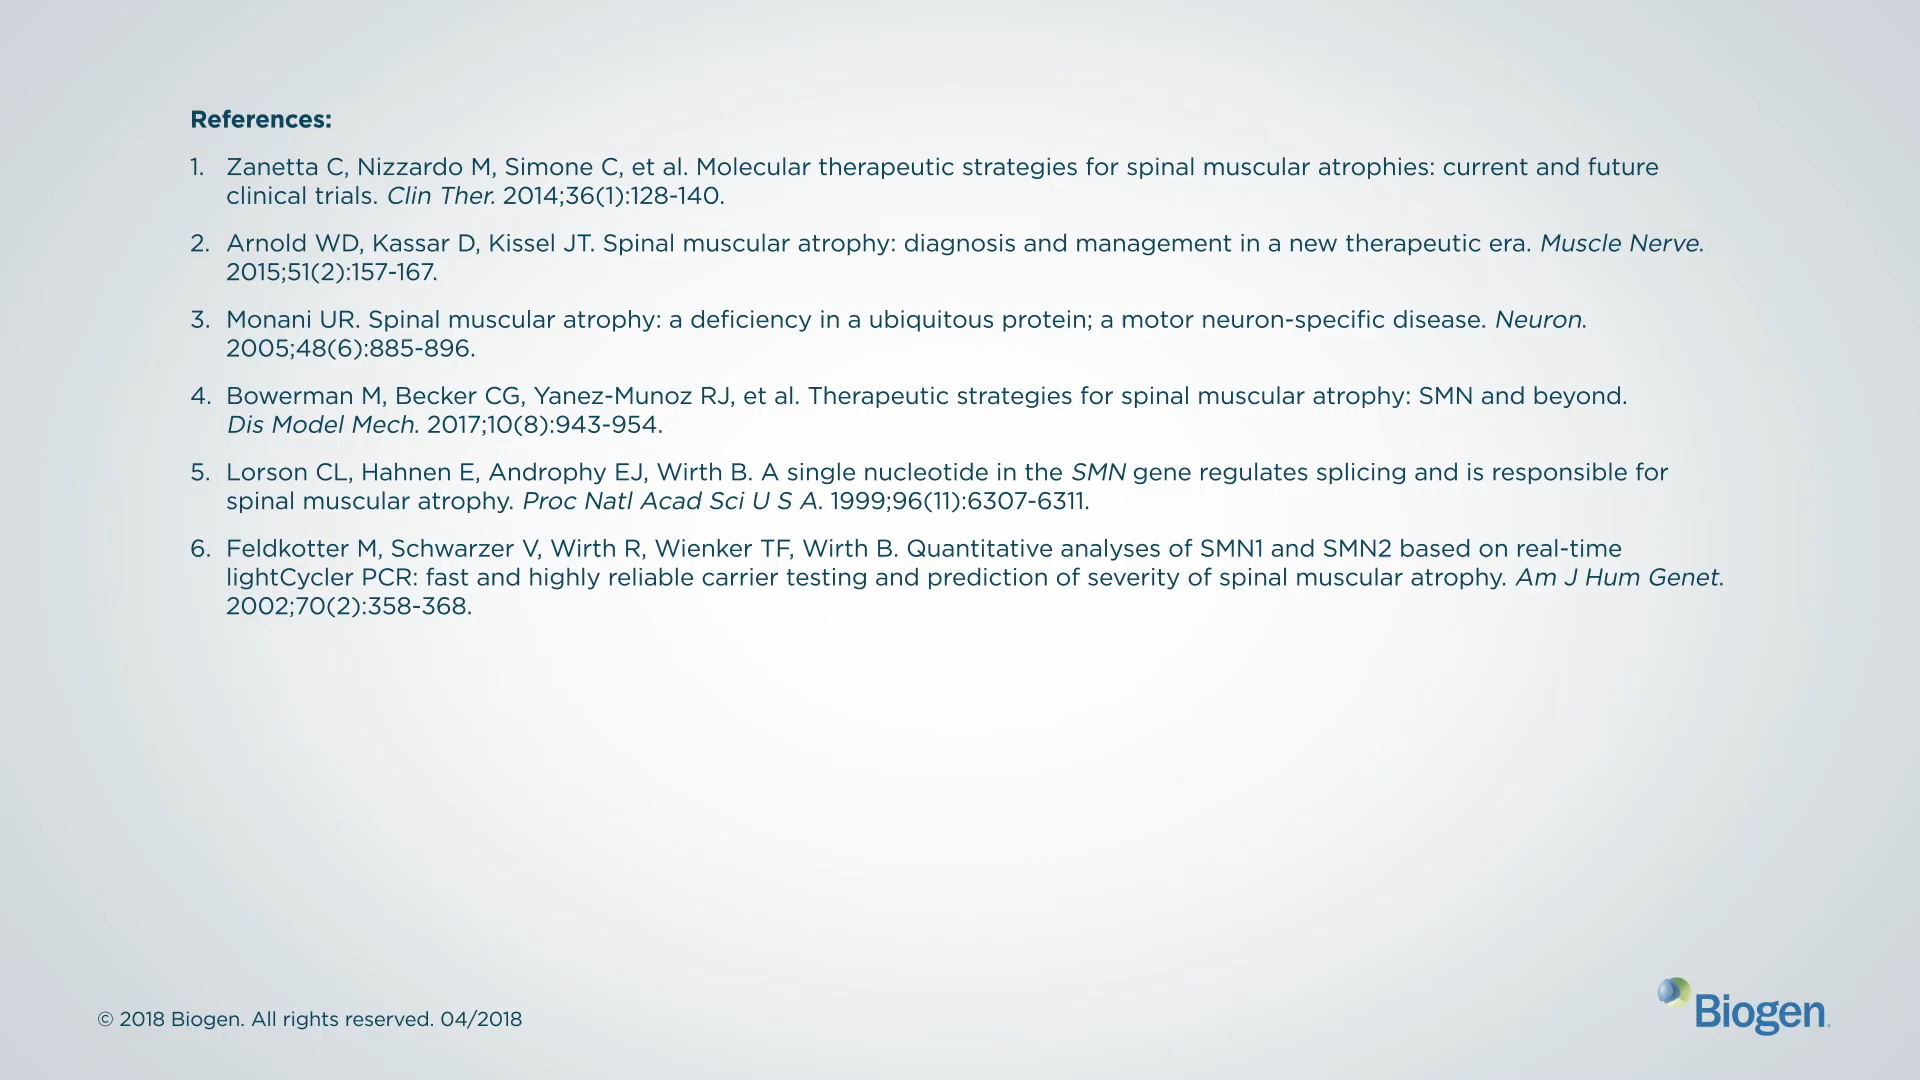 References:
1. Zanetta C, Nizzardo M, Simone C, et al. Molecular therapeutic strategies for spinal muscular atrophies: current and future
clinical trials. Clin Ther. 2014;36(1):128-140.
2. Arnold WD, Kassar D, Kissel JT. Spinal muscular atrophy: diagnosis and management in a new therapeutic era. Muscle Nerve.
2015;51(2):157-167.
3. Monani UR. Spinal muscular atrophy: a deficiency in a ubiquitous protein; a motor neuron-specific disease. Neuron.
2005;48(6):885-896.
4. Bowerman M, Becker CG, Yanez-Munoz RJ, et al. Therapeutic strategies for spinal muscular atrophy: SMN and beyond.
Dis Model Mech. 2017;10(8):943-954.
5. Lorson CL, Hahnen E, Androphy EJ, Wirth B. A single nucleotide in the SMN gene regulates splicing and is responsible for
spinal muscular atrophy. Proc Natl Acad Sci U S A. 1999;96(11):6307-6311.
6. Feldkotter M, Schwarzer V, Wirth R, Wienker TF, Wirth B. Quantitative analyses of SMN1 and SMN2 based on real-time
lightCycler PCR: fast and highly reliable carrier testing and prediction of severity of spinal muscular atrophy. Am J Hum Genet.
2002;70(2):358-368.
© 2018 Biogen. All rights reserved. 04/2018
Biogen